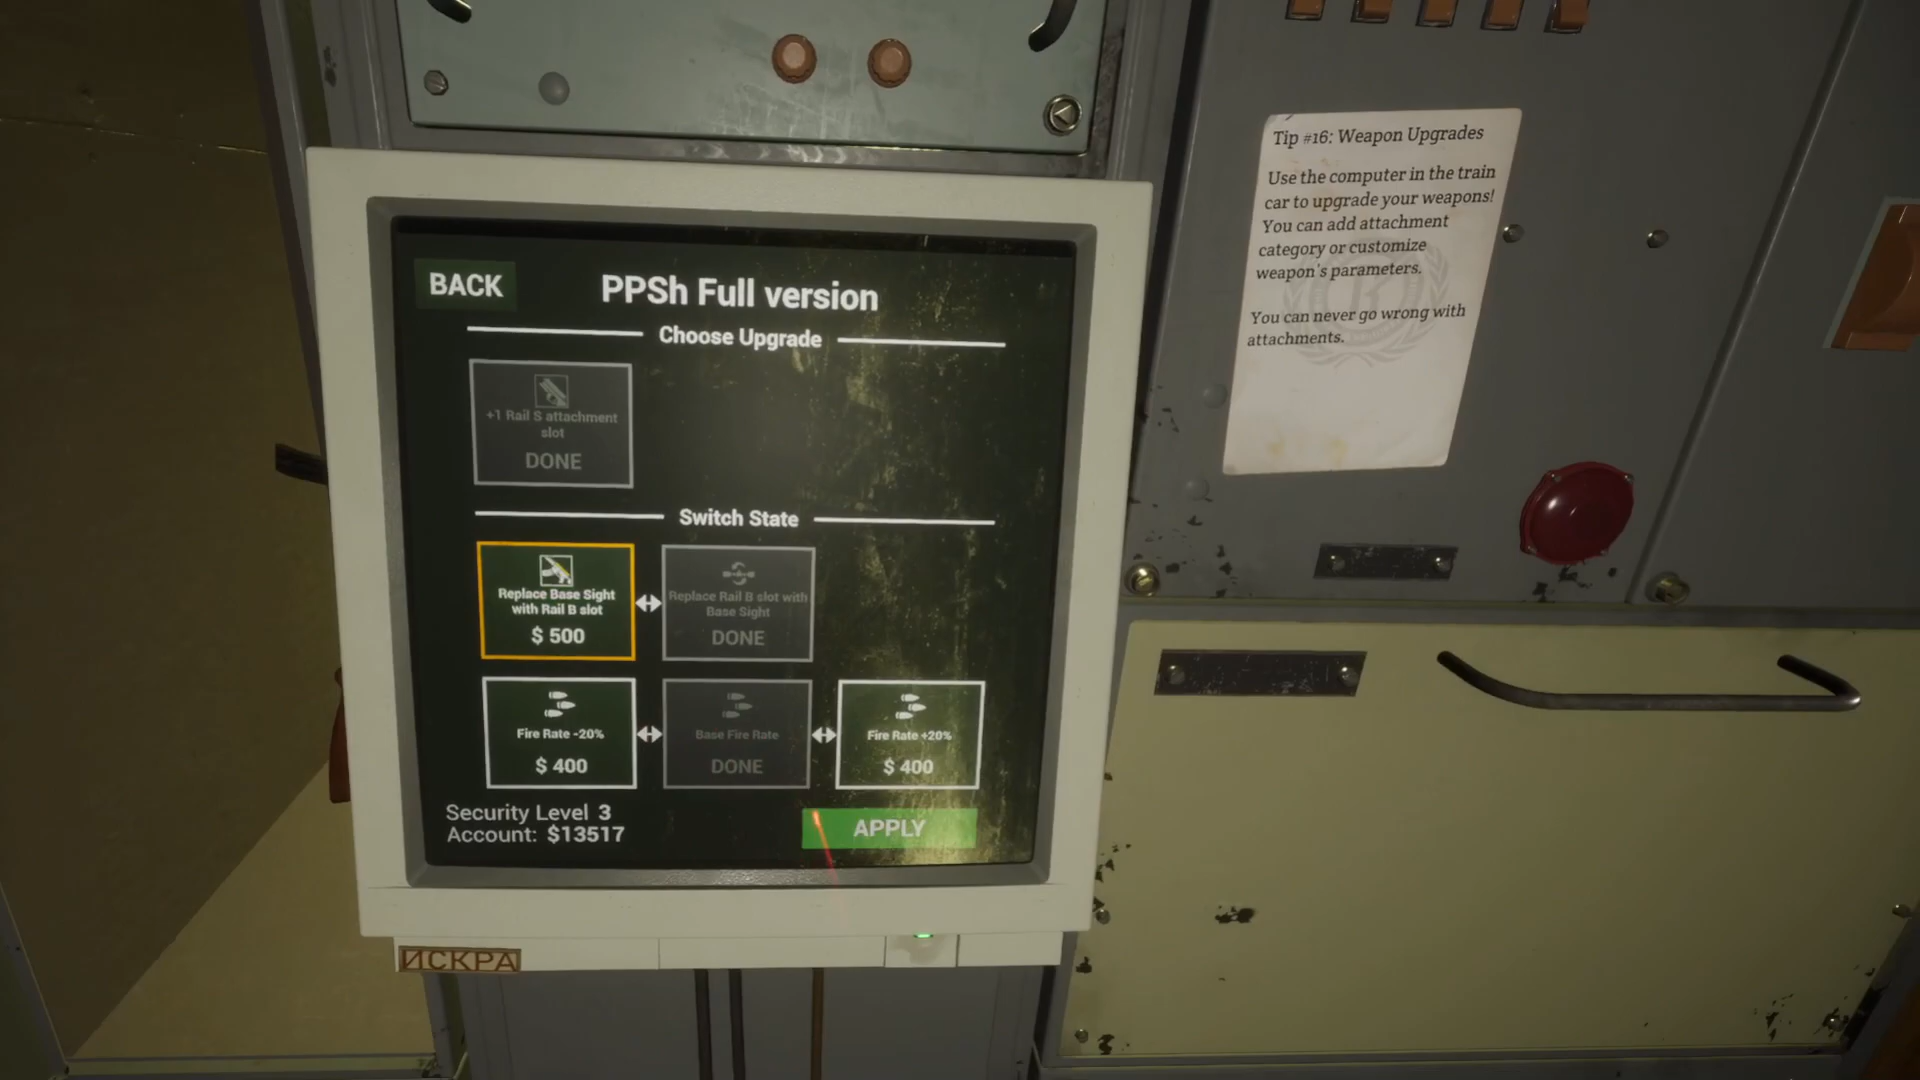 BACK
PPSh Full version
Choose Upgrade
+1 Rail S attachment
slot
DONE
Switch State
Replace Base Sight
with Rail B slot
$ 500
Replace Rail B slot with
Base Sight
DONE
Fire Rate -20%
$ 400
Base Fire Rate
DONE
Fire Rate +20%
$ 400
Security Level 3
Account: $13517
APPLY
ИСКРА
Tip #16: Weapon Upgrades
Use the computer in the train
car to upgrade your weapons!
You can add attachment
category or customize
weapon's parameters.
You can never go wrong with
attachments.